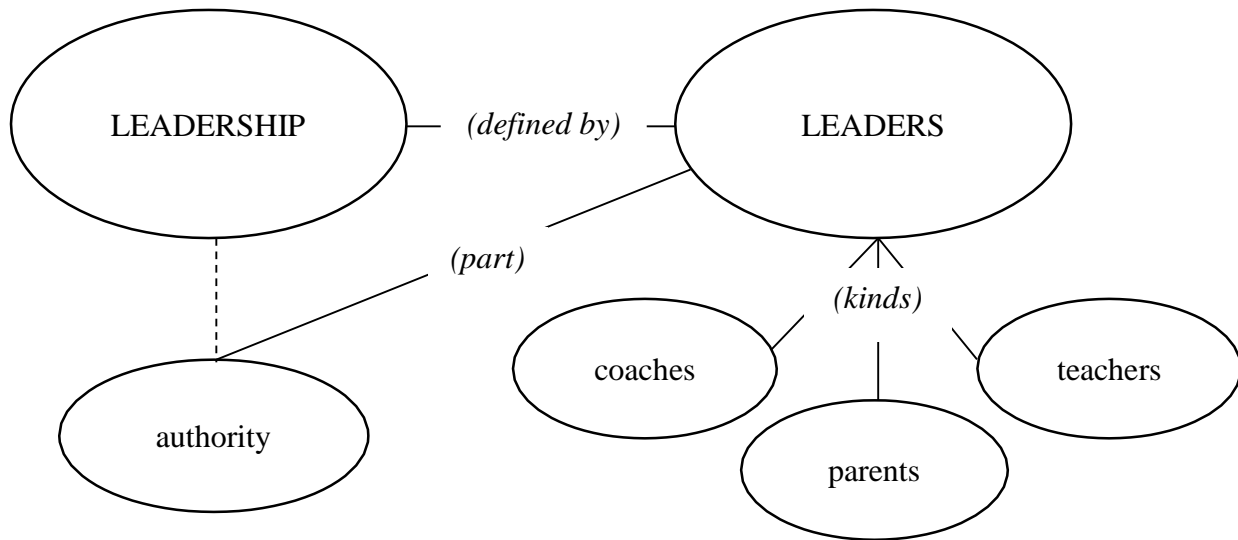 LEADERSHIP
(defined by)
LEADERS
(part)
(kinds)
coaches
teachers
authority
parents